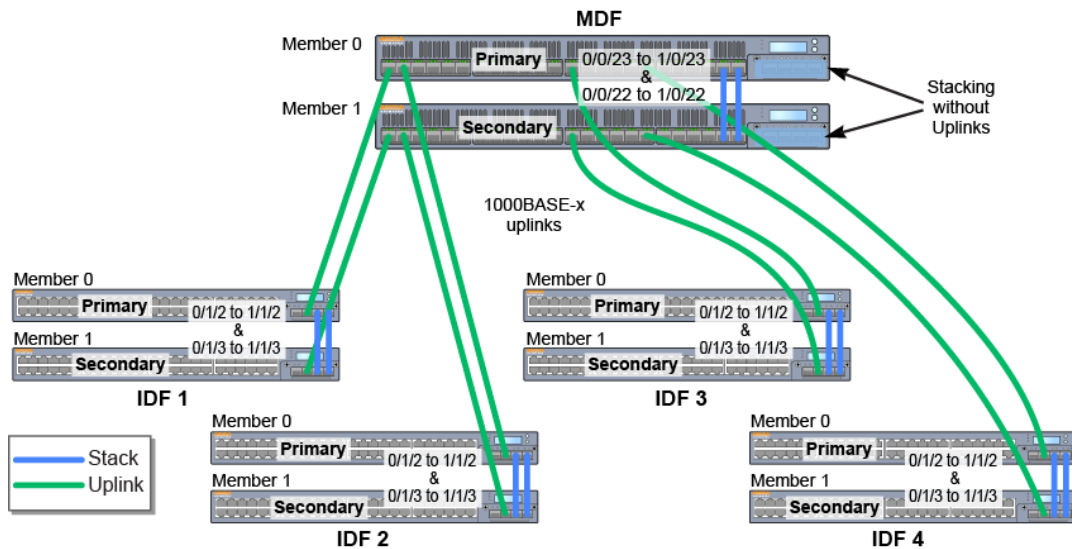 MDF
Member 0
Primary
0/0/23 to 1/0/23
&
0/0/22 to 1/0/22
Member 1
Secondary
Stacking
without
Uplinks
1000BASE-x
uplinks
Member 0
Primary
0/1/2 to 1/1/2
&
0/1/3 to 1/1/3
Member 1
Secondary
IDF 1
Member 0
Primary
0/1/2 to 1/1/2
&
0/1/3 to 1/1/3
Member 1
Secondary
IDF 3
Member 0
Primary
0/1/2 to 1/1/2
&
0/1/3 to 1/1/3
Member 1
Secondary
IDF 2
Member 0
Primary
0/1/2 to 1/1/2
&
0/1/3 to 1/1/3
Member 1
Secondary
IDF 4
Stack
Uplink